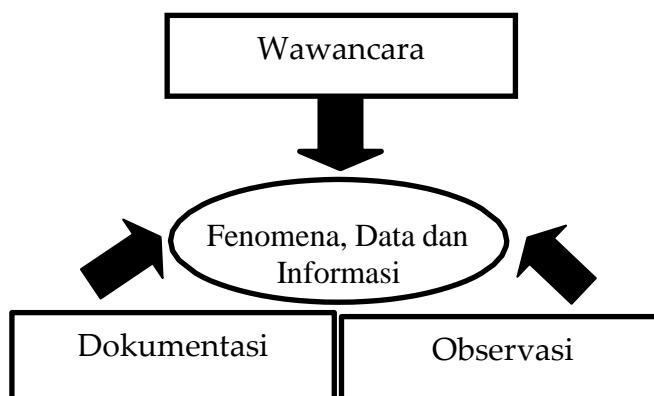 Wawancara
Fenomena, Data dan
Informasi
Dokumentasi
Observasi